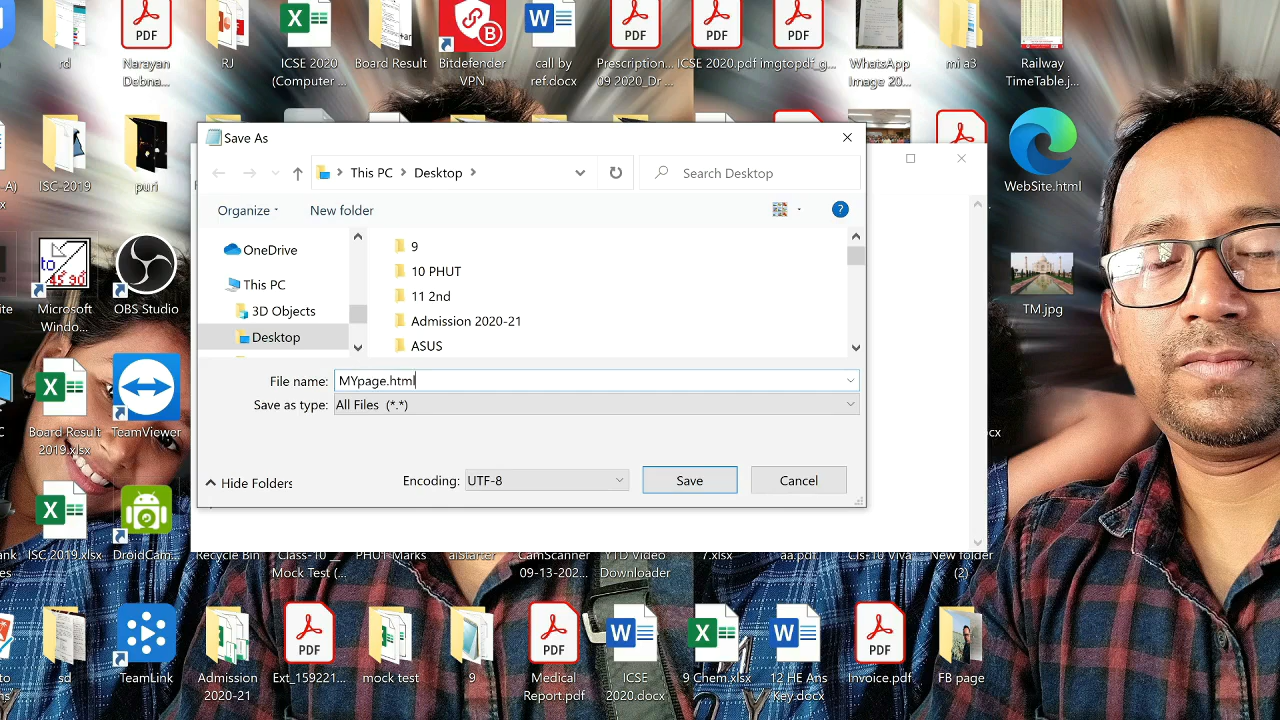 rd
Narayan
Debna...
RJ
ICSE 2020
(Computer ...
Board Result
Bitdefender
VPN
call by
ref.docx
Prescription...
09 2020_Dr ...
ICSE 2020.pdf
imgtopdf_g...
WhatsApp
Image 20...
mi a3
Railway
TimeTable.j...
PDF
PDF
PDF
PDF
Save As
This PC
Desktop
Search Desktop
Organize
New folder
OneDrive
This PC
3D Objects
Desktop
9
10 PHUT
11 2nd
Admission 2020-21
ASUS
File name:
MYpage.html
Save as type:
All Files (*.*)
Hide Folders
Encoding:
UTF-8
Save
Cancel
ISC-2019
puri
WebSite.html
Microsoft
Windo...
OBS Studio
TM.jpg
Board Result
2019.xlsx
TeamViewer
ISC 2019.xlsx
DroidCam...
Recycle Bin
Class-10
Mock Test (...
PHUT Marks
CamScanner
09-13-202...
YTD Video
Downloader
7.xlsx
aa.pdf
Cls-10 Viva
New folder
(2)
sd
TeamLink
Admission
2020-21
PDF
Ext_159221...
mock test
9
PDF
Medical
Report.pdf
ICSE
2020.docx
9 Chem.xlsx
12 HE Ans
Key.docx
PDF
Invoice.pdf
FB page